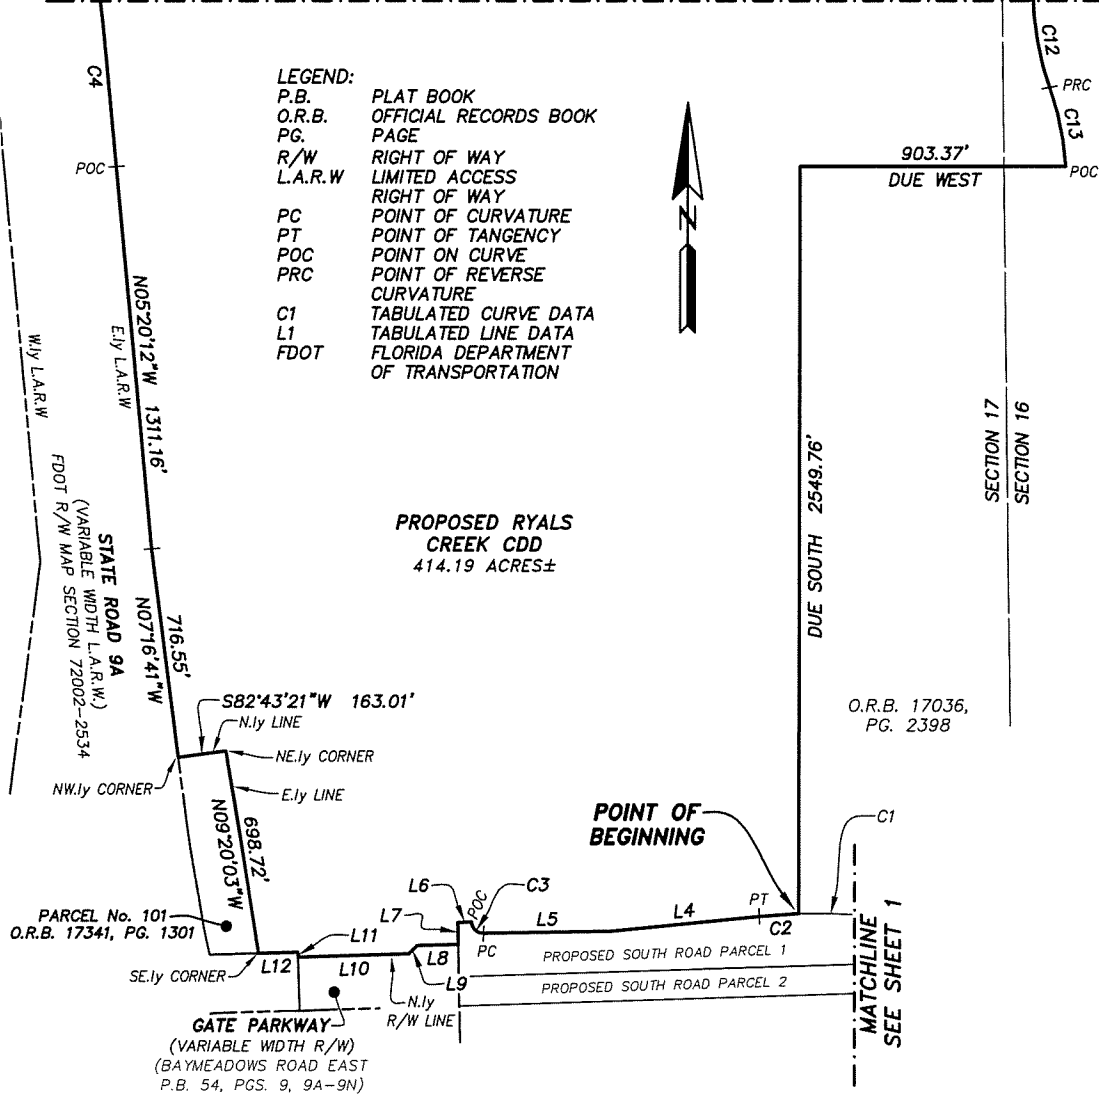 C12
C4
LEGEND:
P.B. PLAT BOOK
O.R.B. OFFICIAL RECORDS BOOK
PG. PAGE
R/W RIGHT OF WAY
L.A.R.W LIMITED ACCESS
RIGHT OF WAY
PC POINT OF CURVATURE
PT POINT OF TANGENCY
POC POINT ON CURVE
PRC POINT OF REVERSE
CURVATURE
C1 TABULATED CURVE DATA
L1 TABULATED LINE DATA
FDOT FLORIDA DEPARTMENT
OF TRANSPORTATION
N
PRC
C13
903.37'
DUE WEST
POC
POC
N05°20'12"W 1311.16'
E.ly L.A.R.W
W.ly L.A.R.W
STATE ROAD 9A
(VARIABLE WIDTH L.A.R.W.)
FDOT R/W MAP SECTION 72002-2534
716.55'
N07°16'41"W
PROPOSED RYALS
CREEK CDD
414.19 ACRES±
DUE SOUTH 2549.76'
SECTION 17
SECTION 16
O.R.B. 17036,
PG. 2398
S82°43'21"W 163.01'
N.ly LINE
NE.ly CORNER
NW.ly CORNER
E.ly LINE
698.72'
N09°20'03"W
POINT OF
BEGINNING
C1
L6
POC
C3
L7
L5
L4
PT
C2
PC
PARCEL No. 101
O.R.B. 17341, PG. 1301
L11
L8
SE.ly CORNER
L12
L10
L9
PROPOSED SOUTH ROAD PARCEL 1
PROPOSED SOUTH ROAD PARCEL 2
N.ly
R/W LINE
MATCHLINE
SEE SHEET 1
GATE PARKWAY
(VARIABLE WIDTH R/W)
(BAYMEADOWS ROAD EAST
P.B. 54, PGS. 9, 9A-9N)